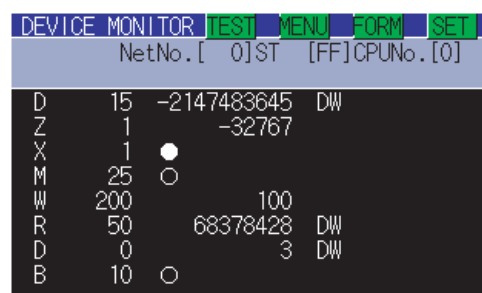 DEVICE MONITOR TEST MENU FORM SET
NetNo.[ 0]ST [FF]CPUNo.[0]
D 15 -2147483645 DW
Z 1 -32767
X 1 ●
M 25 ○
W 200 100
R 50 68378428 DW
D 0 3 DW
B 10 ○